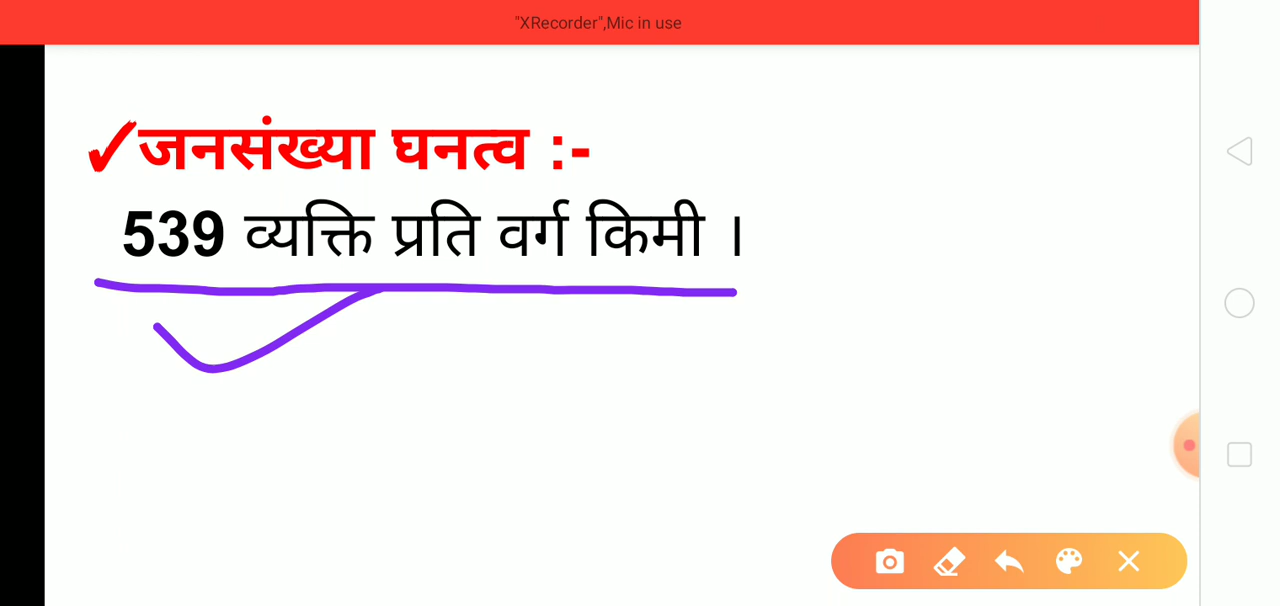 "XRecorder",Mic in use
✓जनसंख्या घनत्व :-
539 व्यक्ति प्रति वर्ग किमी ।